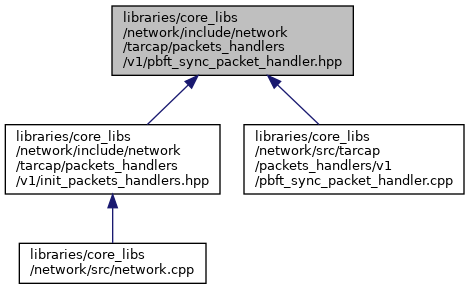 libraries/core_libs
/network/include/network
/tarcap/packets_handlers
/v1/pbft_sync_packet_handler.hpp
libraries/core_libs
/network/include/network
/tarcap/packets_handlers
/v1/init_packets_handlers.hpp
libraries/core_libs
/network/src/tarcap
/packets_handlers/v1
/pbft_sync_packet_handler.cpp
libraries/core_libs
/network/src/network.cpp